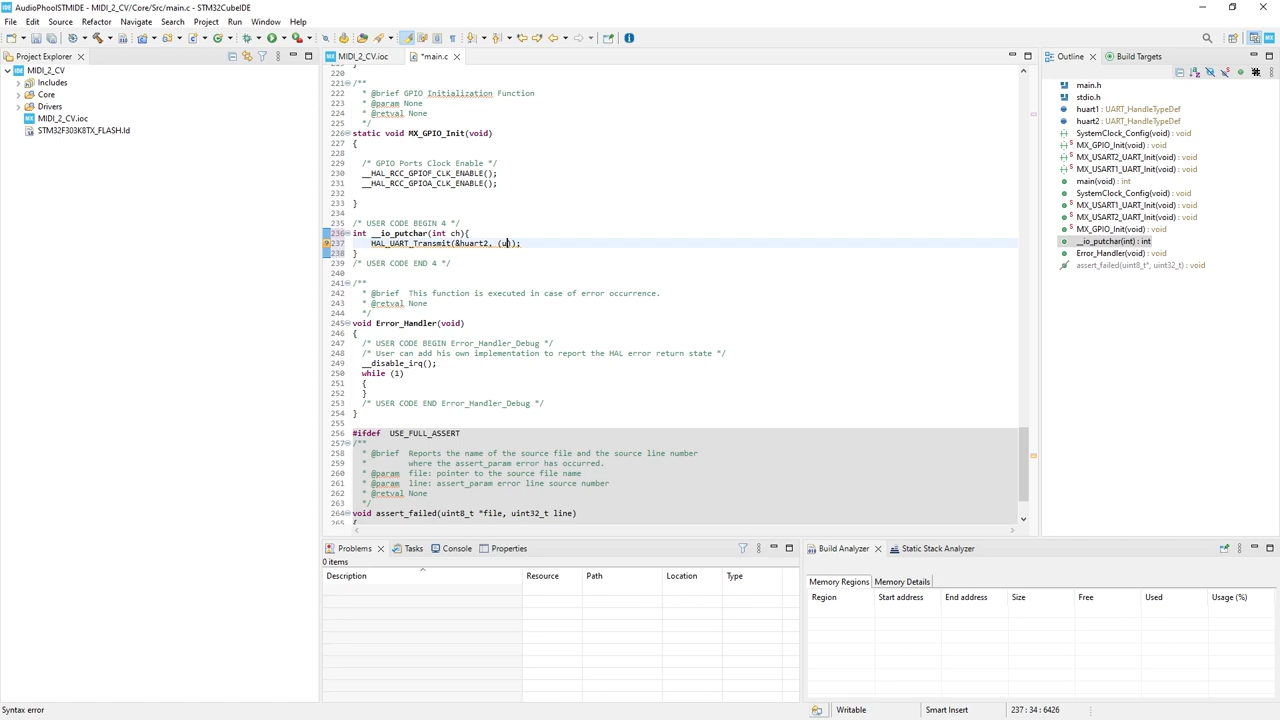 AudioPhoolSTMIDE - MIDI_2_CV/Core/Src/main.c - STM32CubeIDE
File Edit Source Refactor Navigate Search Project Run Window Help
Project Explorer
MIDI_2_CV
Includes
Core
Drivers
MIDI_2_CV.ioc
STM32F303K8TX_FLASH.ld
MIDI_2_CV.ioc *main.c
219 }
220
221 /**
222 * @brief GPIO Initialization Function
223 * @param None
224 * @retval None
225 */
226 static void MX_GPIO_Init(void)
227 {
228
229 /* GPIO Ports Clock Enable */
230 __HAL_RCC_GPIOF_CLK_ENABLE();
231 __HAL_RCC_GPIOA_CLK_ENABLE();
232
233 }
234
235 /* USER CODE BEGIN 4 */
236 int __io_putchar(int ch){
237 HAL_UART_Transmit(&huart2, (u));
238 }
239 /* USER CODE END 4 */
240
241 /**
242 * @brief This function is executed in case of error occurrence.
243 * @retval None
244 */
245 void Error_Handler(void)
246 {
247 /* USER CODE BEGIN Error_Handler_Debug */
248 /* User can add his own implementation to report the HAL error return state */
249 __disable_irq();
250 while (1)
251 {
252 }
253 /* USER CODE END Error_Handler_Debug */
254 }
255
256 #ifdef USE_FULL_ASSERT
257 /**
258 * @brief Reports the name of the source file and the source line number
259 * where the assert_param error has occurred.
260 * @param file: pointer to the source file name
261 * @param line: assert_param error line source number
262 * @retval None
263 */
264 void assert_failed(uint8_t *file, uint32_t line)
265 {
Outline Build Targets
main.h
stdio.h
huart1 : UART_HandleTypeDef
huart2 : UART_HandleTypeDef
SystemClock_Config(void) : void
MX_GPIO_Init(void) : void
MX_USART2_UART_Init(void) : void
MX_USART1_UART_Init(void) : void
main(void) : int
SystemClock_Config(void) : void
MX_USART1_UART_Init(void) : void
MX_USART2_UART_Init(void) : void
MX_GPIO_Init(void) : void
__io_putchar(int) : int
Error_Handler(void) : void
assert_failed(uint8_t*, uint32_t) : void
Problems Tasks Console Properties
0 items
Description Resource Path Location Type
Build Analyzer Static Stack Analyzer
Memory Regions Memory Details
Region Start address End address Size Free Used Usage (%)
Syntax error Writable Smart Insert 237 : 34 : 6426